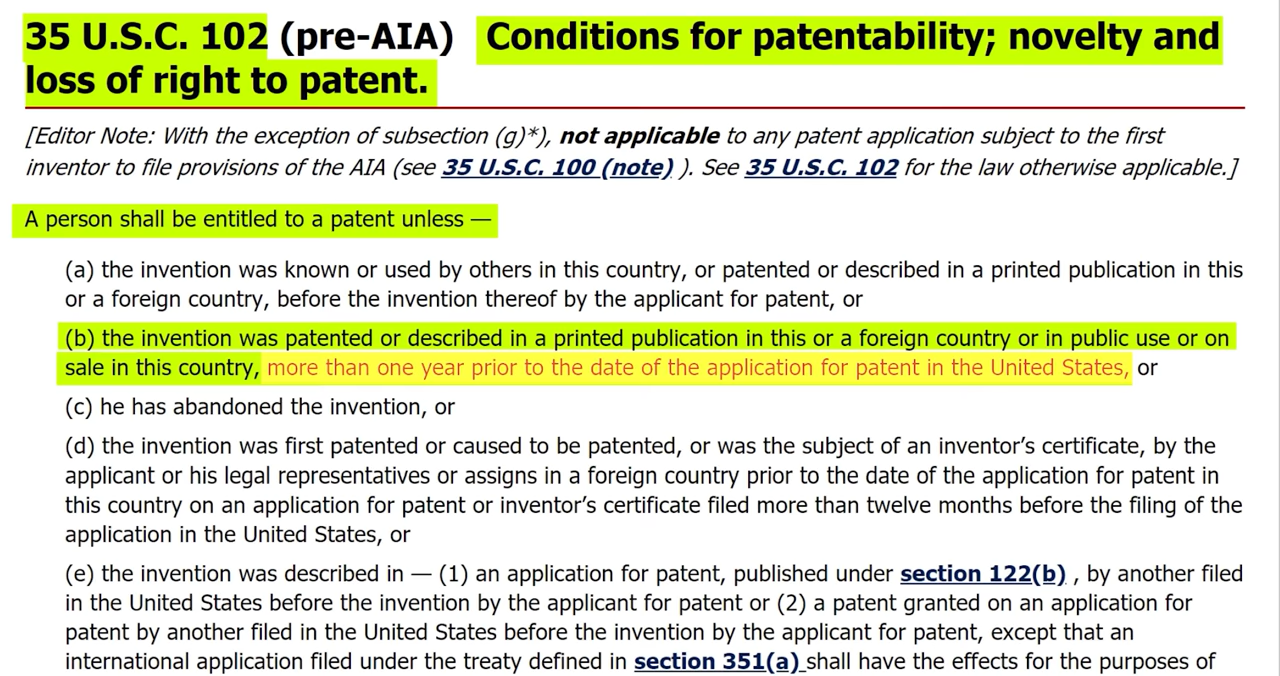 35 U.S.C. 102 (pre-AIA) Conditions for patentability; novelty and
loss of right to patent.
[Editor Note: With the exception of subsection (g)*), not applicable to any patent application subject to the first
inventor to file provisions of the AIA (see 35 U.S.C. 100 (note) ). See 35 U.S.C. 102 for the law otherwise applicable.]
A person shall be entitled to a patent unless —
(a) the invention was known or used by others in this country, or patented or described in a printed publication in this
or a foreign country, before the invention thereof by the applicant for patent, or
(b) the invention was patented or described in a printed publication in this or a foreign country or in public use or on
sale in this country, more than one year prior to the date of the application for patent in the United States, or
(c) he has abandoned the invention, or
(d) the invention was first patented or caused to be patented, or was the subject of an inventor’s certificate, by the
applicant or his legal representatives or assigns in a foreign country prior to the date of the application for patent in
this country on an application for patent or inventor’s certificate filed more than twelve months before the filing of the
application in the United States, or
(e) the invention was described in — (1) an application for patent, published under section 122(b) , by another filed
in the United States before the invention by the applicant for patent or (2) a patent granted on an application for
patent by another filed in the United States before the invention by the applicant for patent, except that an
international application filed under the treaty defined in section 351(a) shall have the effects for the purposes of